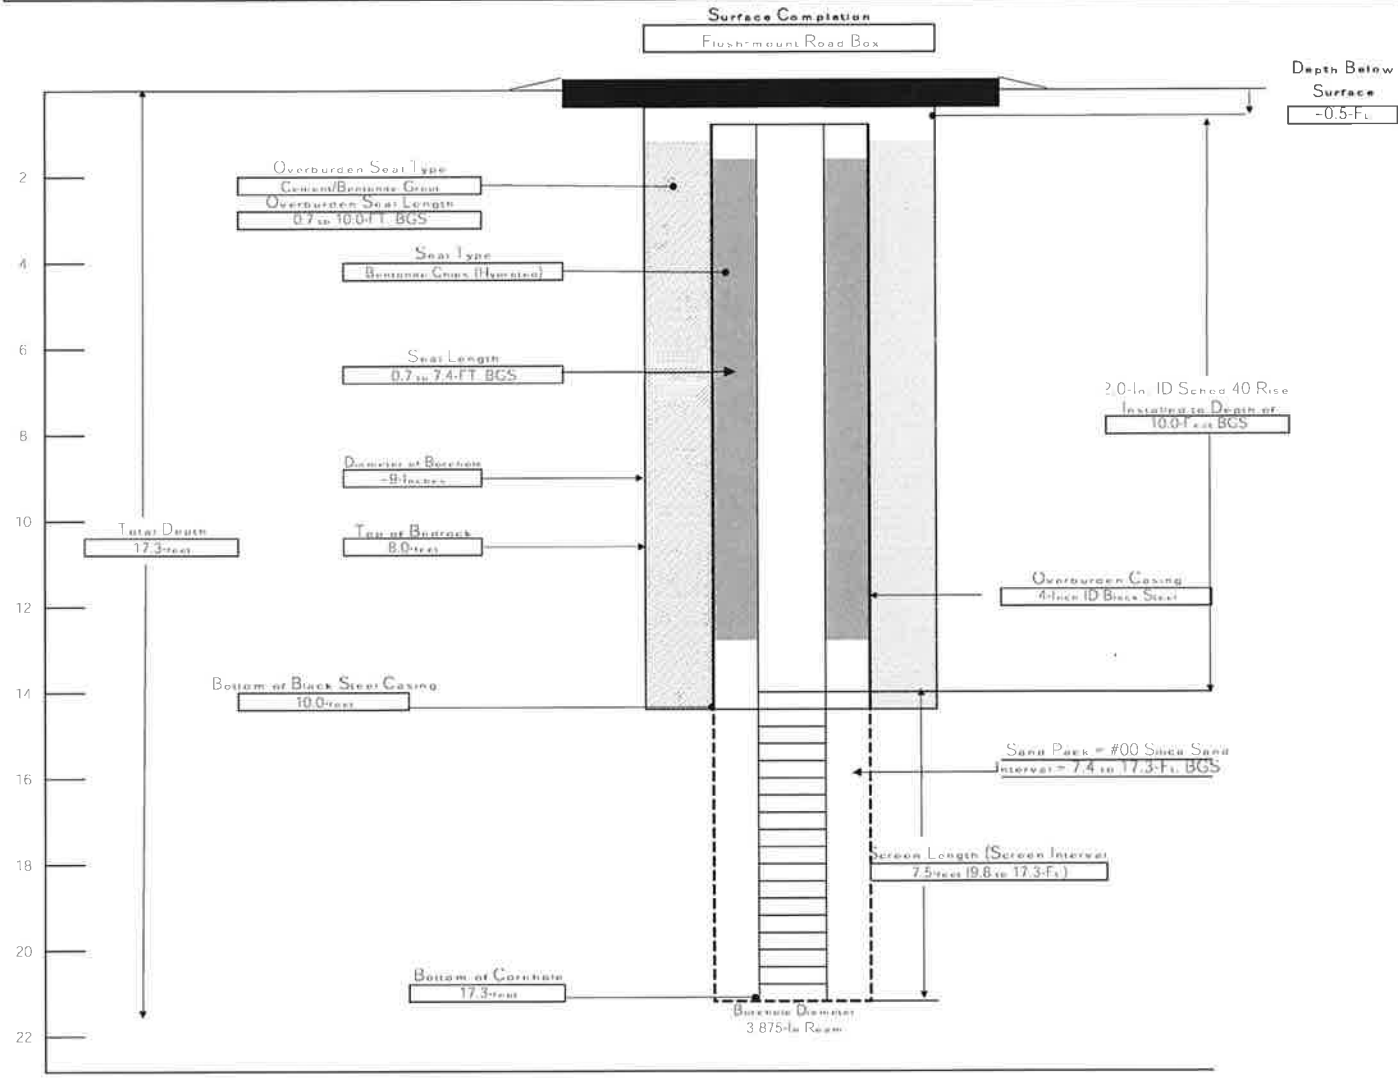 Surface Completion
Flush-mount Road Box
Depth Below
Surface
~0.5-Ft.
Overburden Seal Type
Cement/Bentonite Grout
Overburden Seal Length
0.7 to 10.0-FT. BGS
Seal Type
Bentonite Chips (Hydrated)
Seal Length
0.7 to 7.4-FT. BGS
2.0-In. ID Sched 40 Rise
Installed to Depth of
10.0-Feet BGS
Diameter of Borehole
~9-Inches
Total Depth
17.3-feet
Top of Bedrock
8.0-feet
Overburden Casing
4-Inch ID Black Steel
Bottom of Black Steel Casing
10.0-feet
Sand Pack = #00 Silica Sand
Interval = 7.4 to 17.3-Ft. BGS
Screen Length (Screen Interval
7.5-feet (9.8 to 17.3-Ft.)
Bottom of Corehole
17.3-feet
Borehole Diameter
3.875-In Ream
2
4
6
8
10
12
14
16
18
20
22